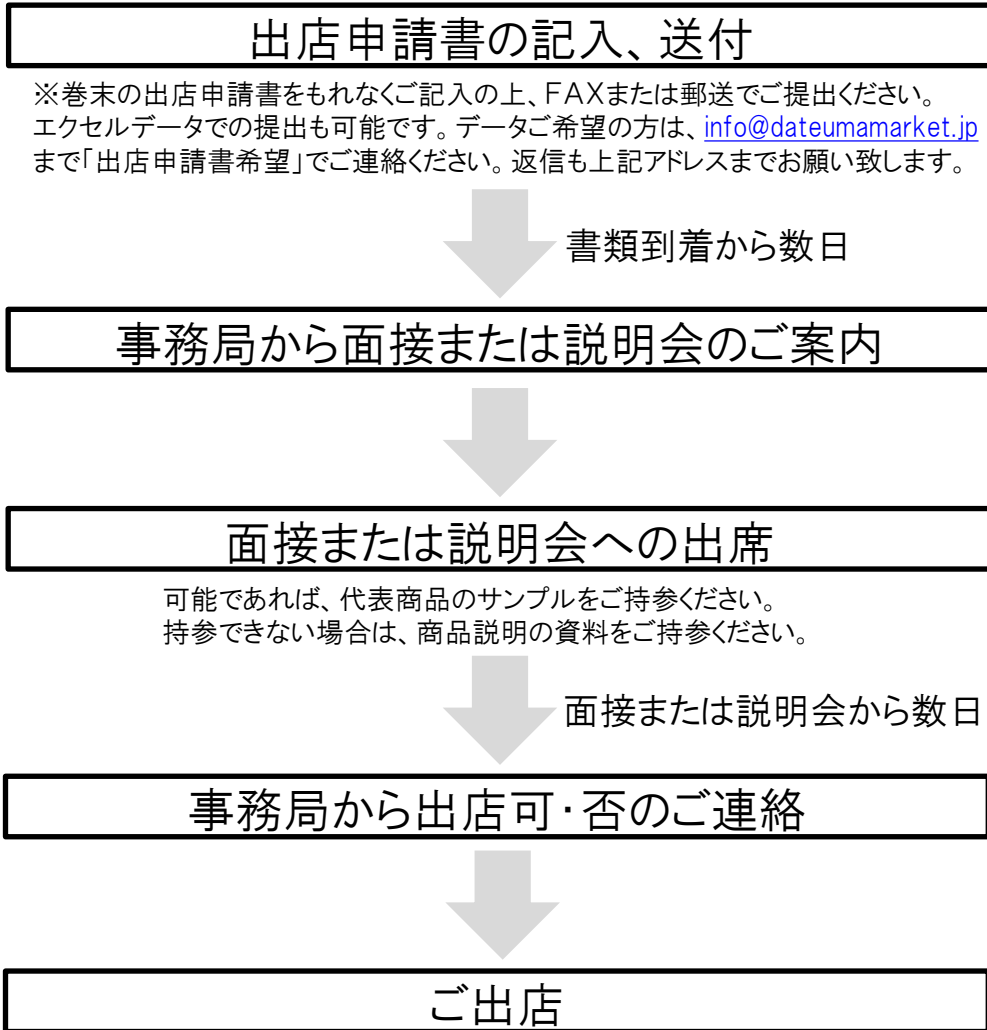 出店申請書の記入、送付
※巻末の出店申請書をもれなくご記入の上、FAXまたは郵送でご提出ください。
エクセルデータでの提出も可能です。データご希望の方は、info@dateumamarket.jp
まで「出店申請書希望」でご連絡ください。返信も上記アドレスまでお願い致します。
書類到着から数日
事務局から面接または説明会のご案内
面接または説明会への出席
可能であれば、代表商品のサンプルをご持参ください。
持参できない場合は、商品説明の資料をご持参ください。
面接または説明会から数日
事務局から出店可・否のご連絡
ご出店